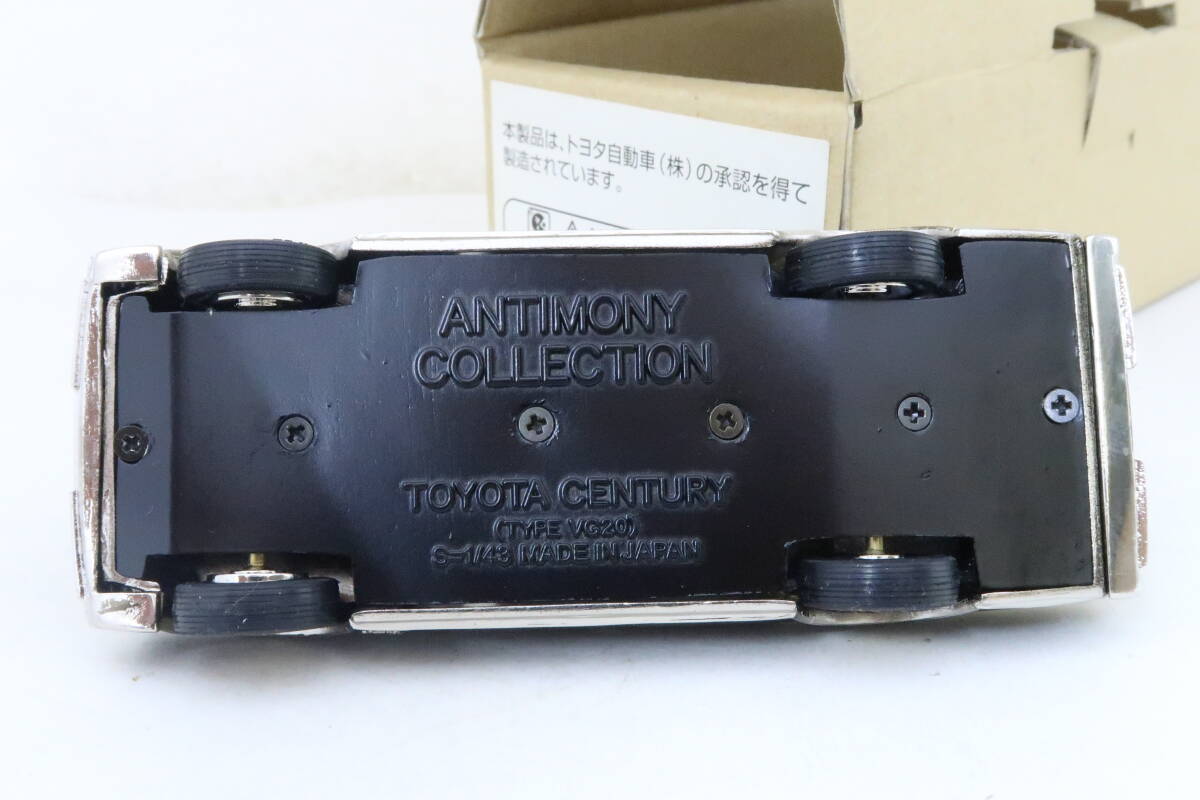 本製品は、トヨタ自動車(株)の承認を得て
製造されています。
ANTIMONY
COLLECTION
TOYOTA CENTURY
(TYPE VG20)
S=1/43 MADE IN JAPAN